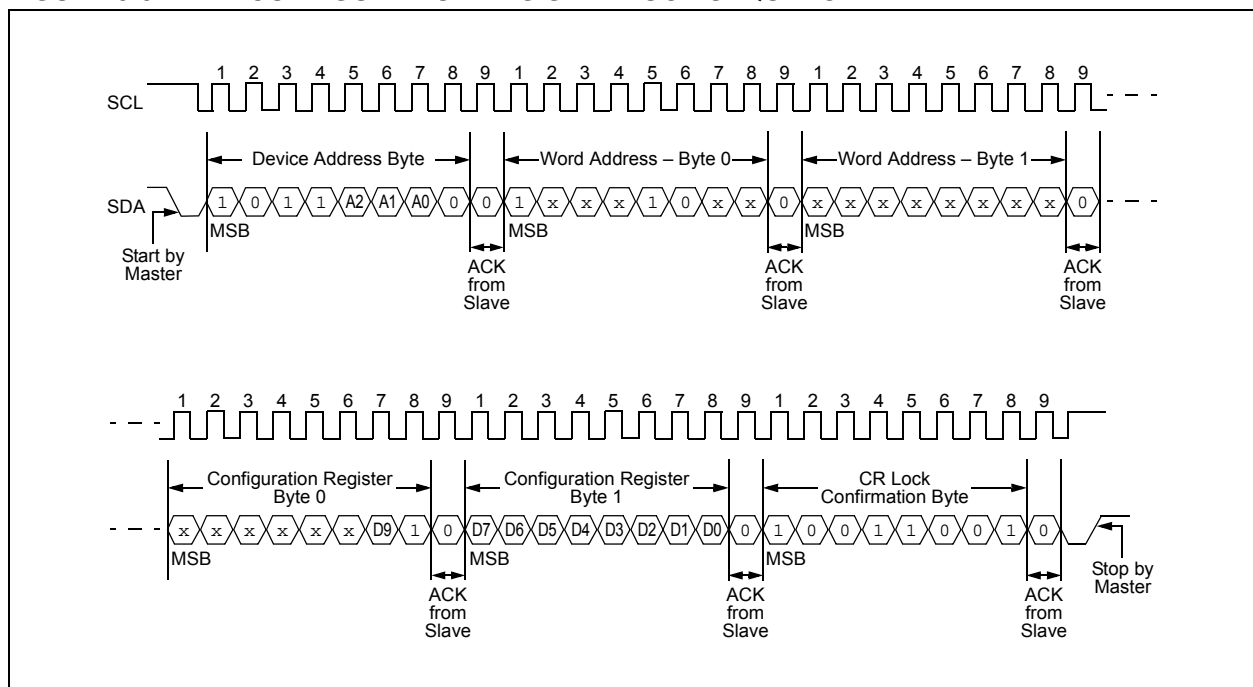 1 2 3 4 5 6 7 8 9 1 2 3 4 5 6 7 8 9 1 2 3 4 5 6 7 8 9
SCL
Device Address Byte Word Address – Byte 0 Word Address – Byte 1
SDA 1 0 1 1 A2 A1 A0 0 0 1 x x x 1 0 x x 0 x x x x x x x x 0
MSB MSB MSB
Start by
Master
ACK
from
Slave
ACK
from
Slave
ACK
from
Slave
1 2 3 4 5 6 7 8 9 1 2 3 4 5 6 7 8 9 1 2 3 4 5 6 7 8 9
Configuration Register
Byte 0
Configuration Register
Byte 1
CR Lock
Confirmation Byte
x x x x x x D9 1 0 D7 D6 D5 D4 D3 D2 D1 D0 0 1 0 0 1 1 0 0 1 0
MSB MSB MSB
Stop by
Master
ACK
from
Slave
ACK
from
Slave
ACK
from
Slave